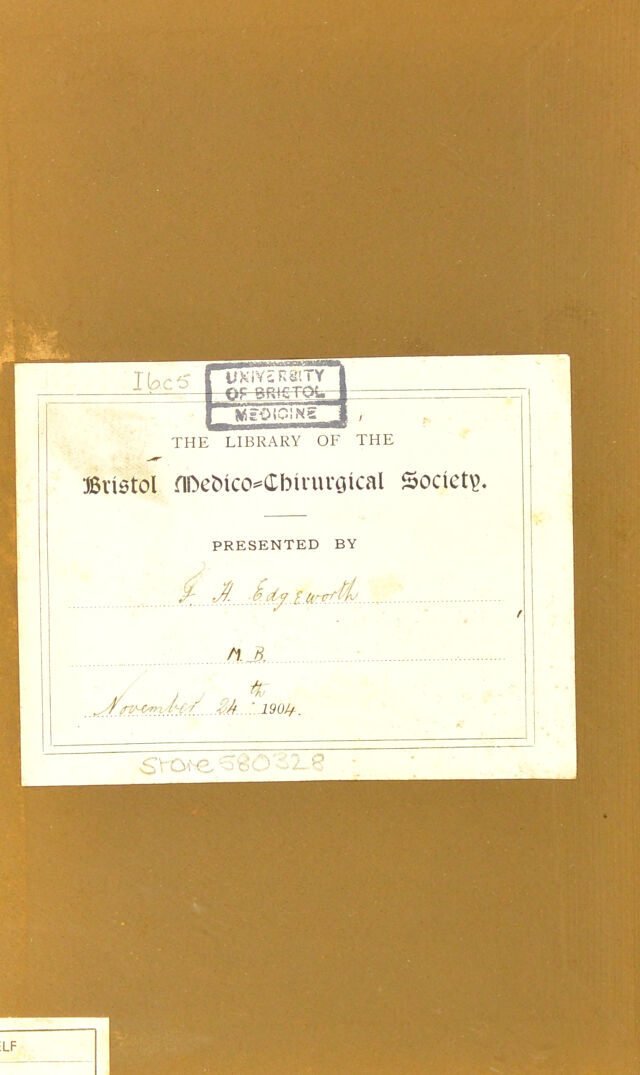 I6c5
UNIVERSITY
OF BRISTOL
MEDICINE
THE LIBRARY OF THE
Bristol Medico=Chirurgical Society.
PRESENTED BY
F. H. Edgeworth
M. B.
November 24th 1904.
Store 580328
ELF